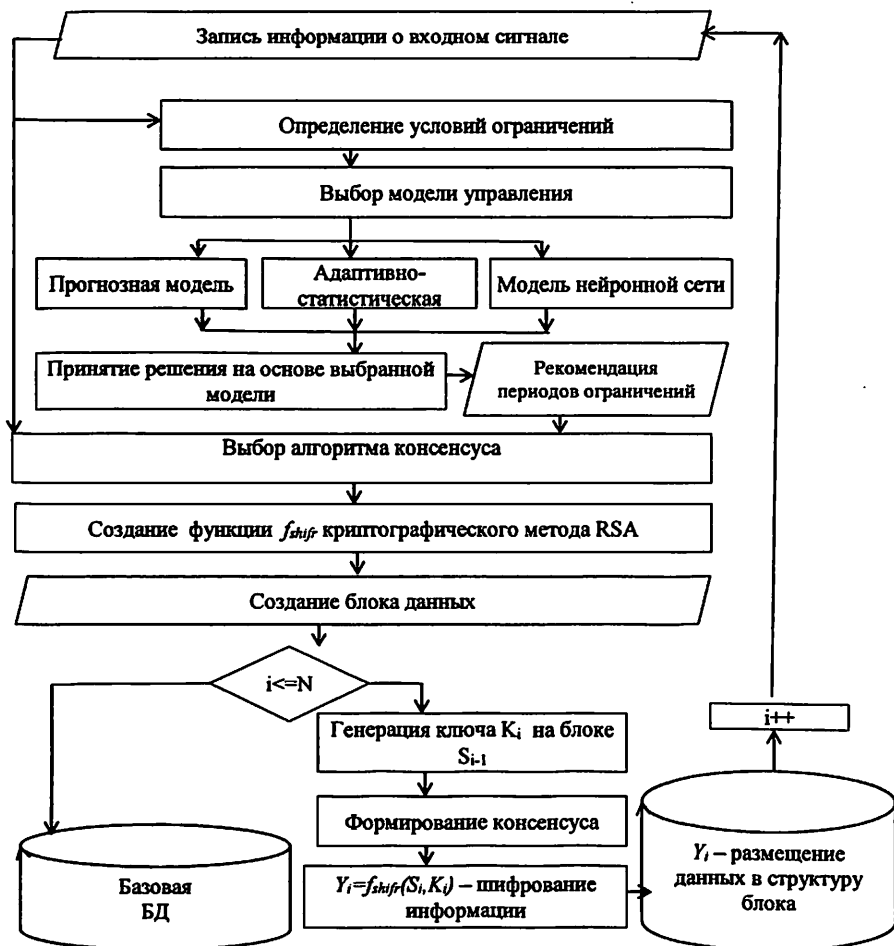 Запись информации о входном сигнале
Определение условий ограничений
Выбор модели управления
Прогнозная модель
Адаптивно-
статистическая
Модель нейронной сети
Принятие решения на основе выбранной
модели
Рекомендация
периодов ограничений
Выбор алгоритма консенсуса
Создание функции f_shifr криптографического метода RSA
Создание блока данных
i<=N
i++
Генерация ключа K_i на блоке
S_i-1
Формирование консенсуса
Y_i=f_shifr(S_i,K_i) – шифрование
информации
Базовая
БД
Y_i – размещение
данных в структуру
блока